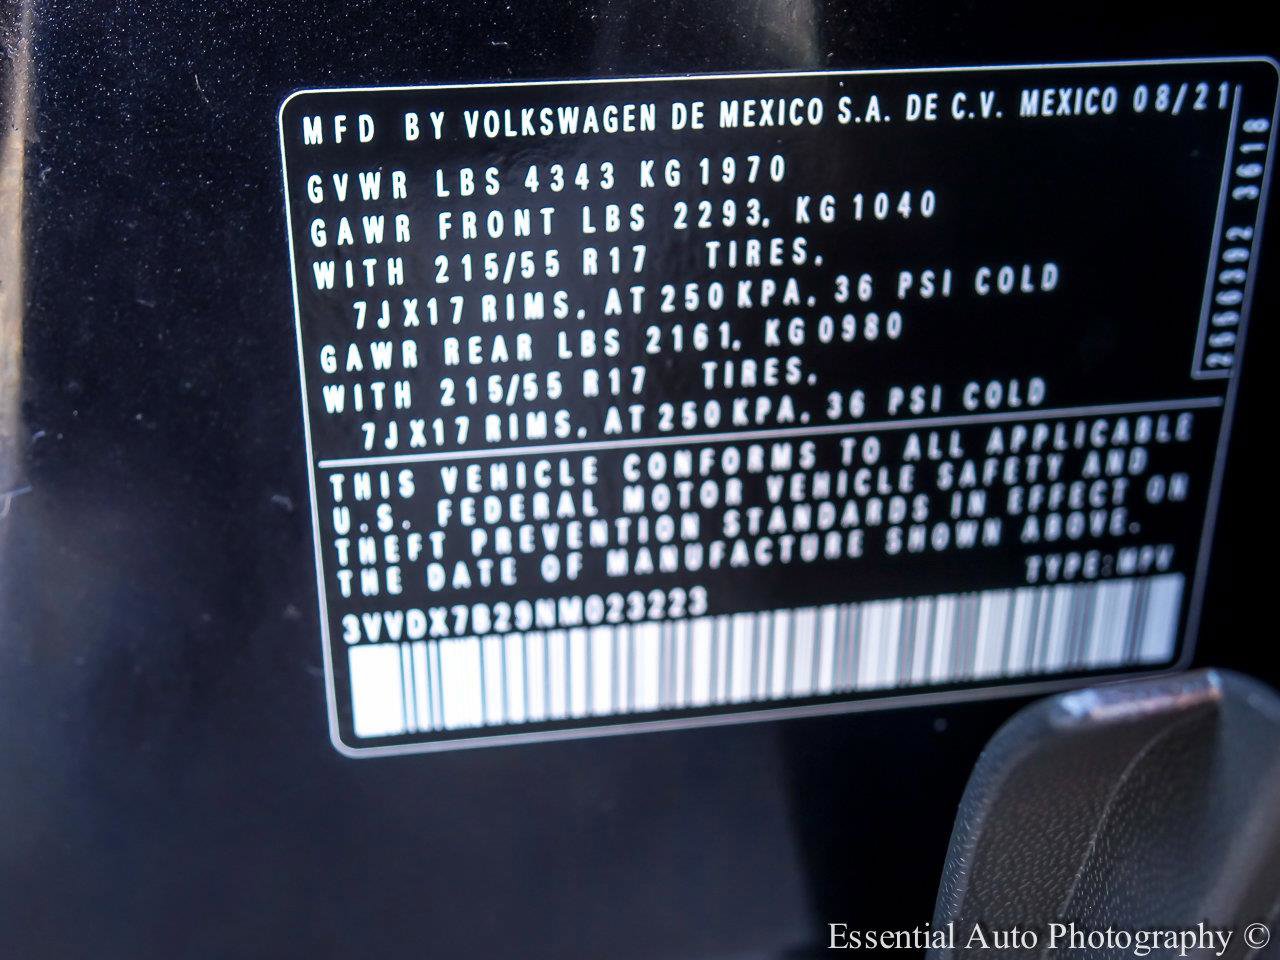 MFD BY VOLKSWAGEN DE MEXICO S.A. DE C.V. MEXICO 08/21
GVWR LBS 4343 KG 1970
GAWR FRONT LBS 2293, KG 1040
WITH 215/55 R17 TIRES.
7JX17 RIMS, AT 250 KPA, 36 PSI COLD
GAWR REAR LBS 2161, KG 0980
WITH 215/55 R17 TIRES.
7JX17 RIMS, AT 250 KPA, 36 PSI COLD
2666392 3618
THIS VEHICLE CONFORMS TO ALL APPLICABLE
U.S. FEDERAL MOTOR VEHICLE SAFETY AND
THEFT PREVENTION STANDARDS IN EFFECT ON
THE DATE OF MANUFACTURE SHOWN ABOVE.
TYPE:MPV
3VVDX7B29NM023223
Essential Auto Photography ©